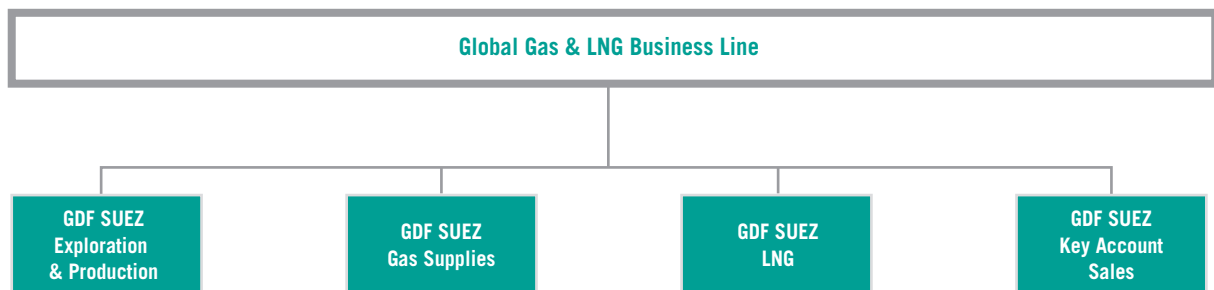 Global Gas & LNG Business Line
GDF SUEZ
Exploration
& Production
GDF SUEZ
Gas Supplies
GDF SUEZ
LNG
GDF SUEZ
Key Account
Sales